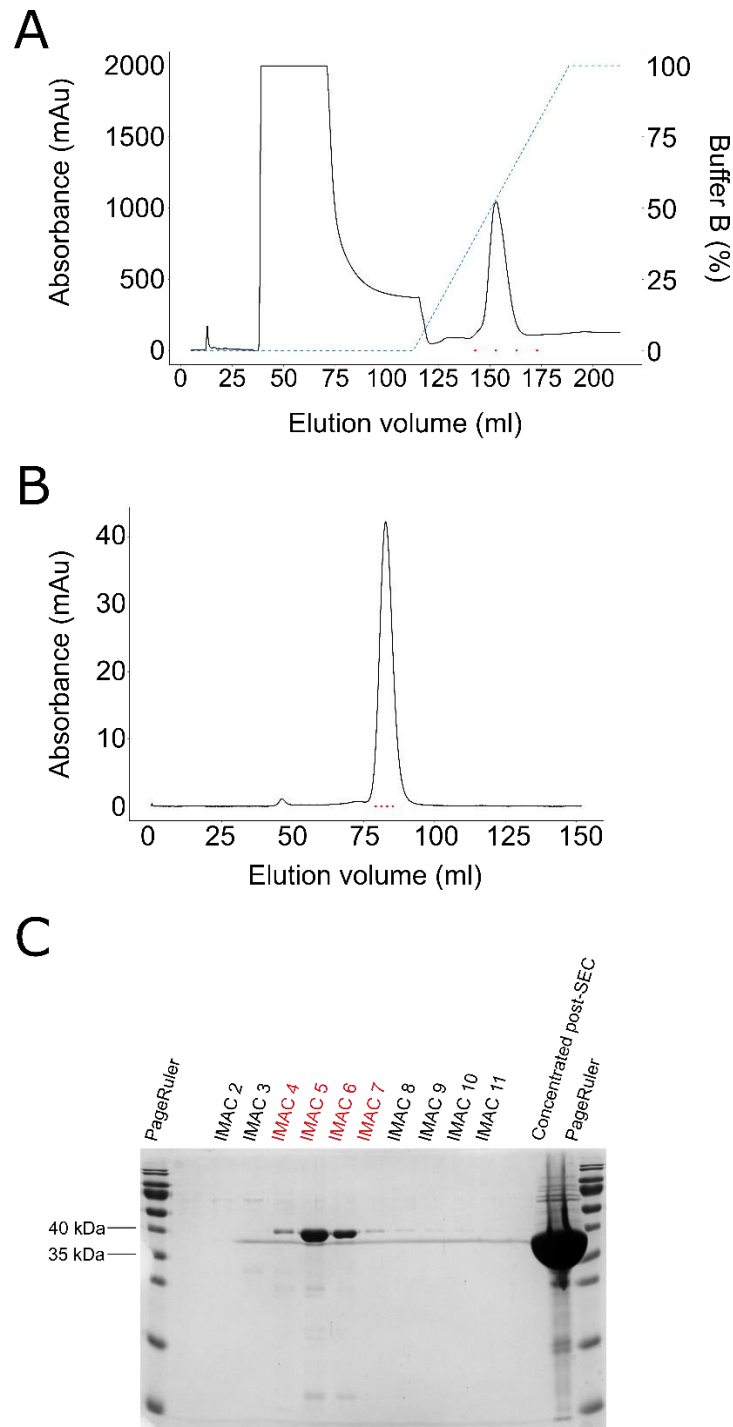 A
Absorbance (mAu)
2000
1500
1000
500
0
100
75
50
25
0
Buffer B (%)
0 25 50 75 100 125 150 175 200
Elution volume (ml)
B
Absorbance (mAu)
40
30
20
10
0
0 25 50 75 100 125 150
Elution volume (ml)
C
PageRuler
IMAC 2
IMAC 3
IMAC 4
IMAC 5
IMAC 6
IMAC 7
IMAC 8
IMAC 9
IMAC 10
IMAC 11
Concentrated post-SEC
PageRuler
40 kDa
35 kDa